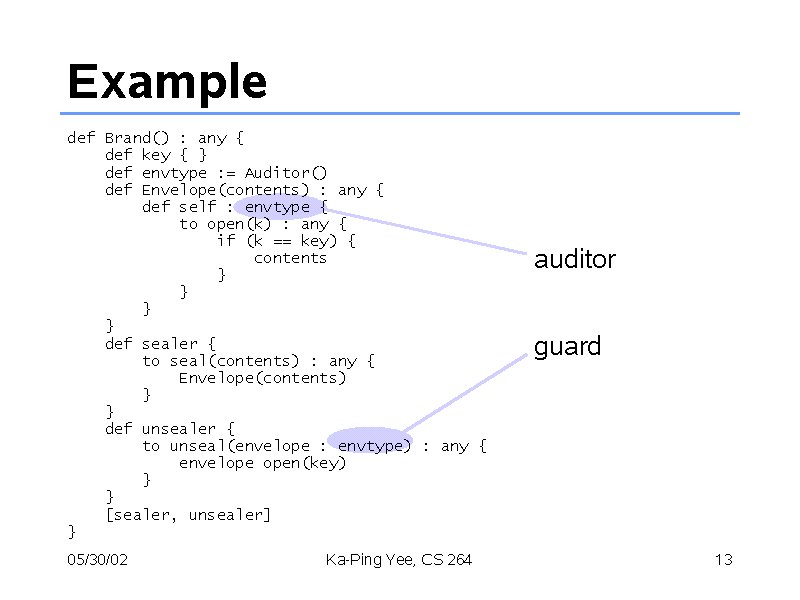 Example
def Brand() : any {
    def key { }
    def envtype := Auditor()
    def Envelope(contents) : any {
        def self : envtype {
            to open(k) : any {
                if (k == key) {
                    contents
                }
            }
        }
    }
    def sealer {
        to seal(contents) : any {
            Envelope(contents)
        }
    }
    def unsealer {
        to unseal(envelope : envtype) : any {
            envelope open(key)
        }
    }
    [sealer, unsealer]
}
auditor
guard
05/30/02
Ka-Ping Yee, CS 264
13